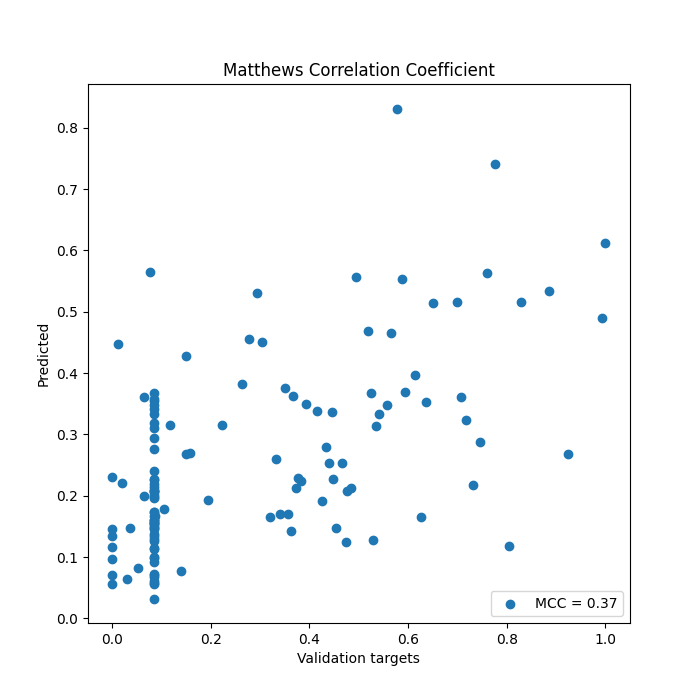 Matthews Correlation Coefficient
0.8
0.7
0.6
0.5
0.4
0.3
0.2
0.1
0.0
Predicted
MCC = 0.37
0.0 0.2 0.4 0.6 0.8 1.0
Validation targets